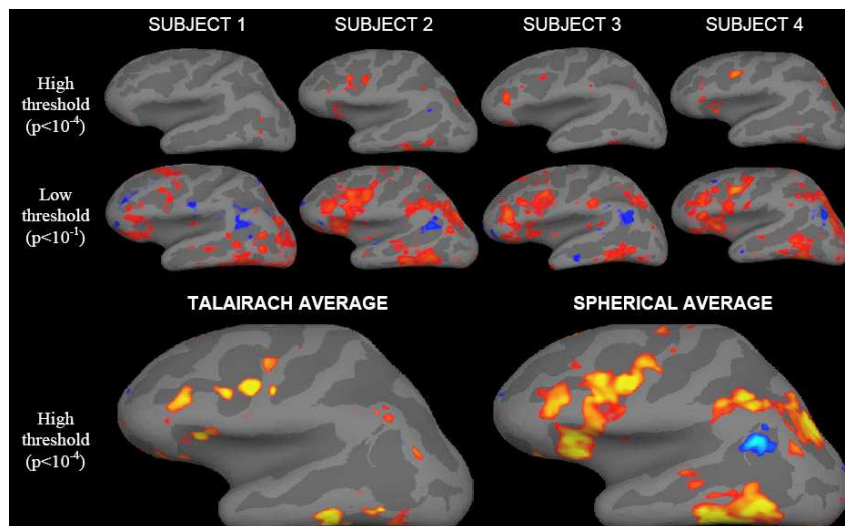 SUBJECT 1 SUBJECT 2 SUBJECT 3 SUBJECT 4
High
threshold
(p<10⁻⁴)
Low
threshold
(p<10⁻¹)
TALAIRACH AVERAGE SPHERICAL AVERAGE
High
threshold
(p<10⁻⁴)